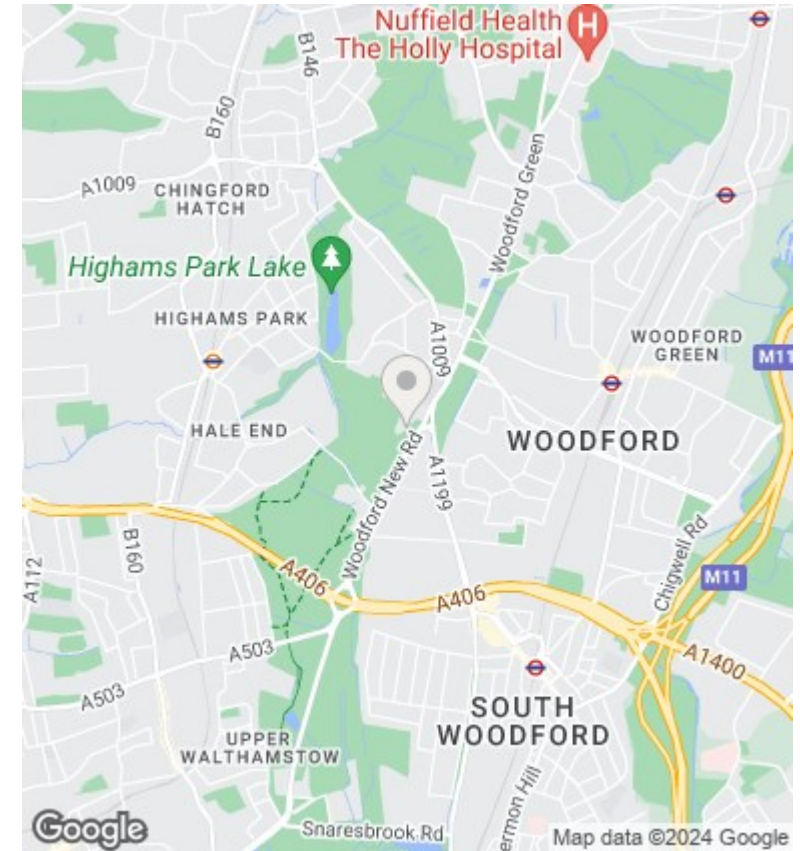 Nuffield Health
The Holly Hospital
H
B146
B160
A1009
CHINGFORD
HATCH
Woodford Green
Highams Park Lake
HIGHAMS PARK
A1009
WOODFORD
GREEN
M11
HALE END
WOODFORD
Woodford New Rd
A1199
Chigwell Rd
A112
B160
A406
A406
M11
A503
A503
A1400
SOUTH
WOODFORD
UPPER
WALTHAMSTOW
ermon Hill
Snaresbrook Rd
Google
Map data ©2024 Google